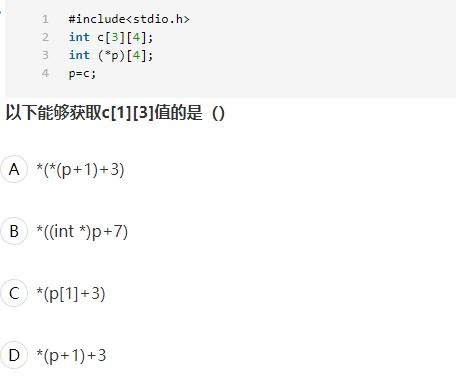 1 #include<stdio.h>
2 int c[3][4];
3 int (*p)[4];
4 p=c;
以下能够获取c[1][3]值的是（）
A *(*(p+1)+3)
B *((int *)p+7)
C *(p[1]+3)
D *(p+1)+3